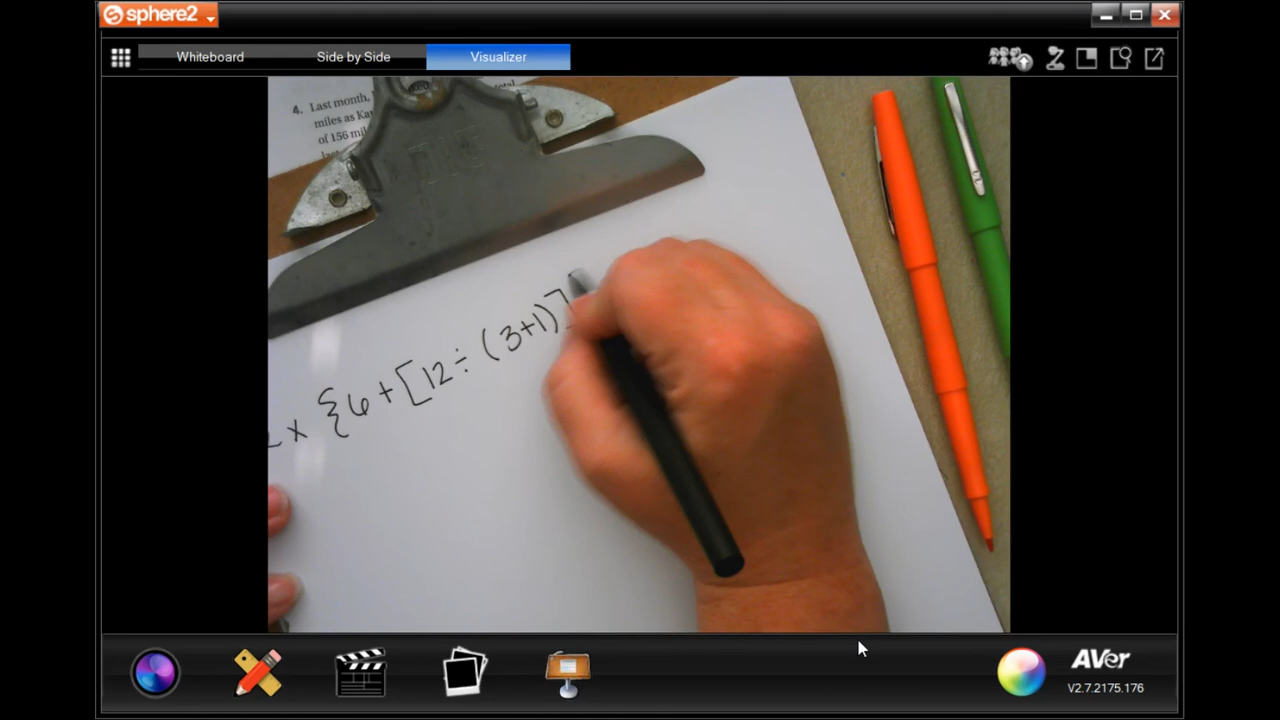 sphere2
Whiteboard Side by Side Visualizer
4. Last month,
miles as Ka
of 156 mil
x {6+[12÷(3+1)]
AVer
V2.7.2175.176